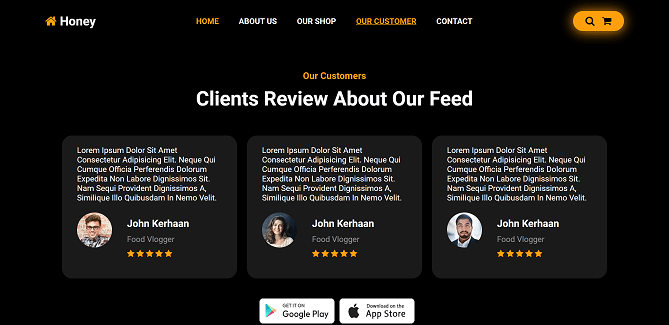 Honey
HOME
ABOUT US
OUR SHOP
OUR CUSTOMER
CONTACT
Our Customers
Clients Review About Our Feed
Lorem Ipsum Dolor Sit Amet
Consectetur Adipisicing Elit. Neque Qui
Cumque Officia Perferendis Dolorum
Expedita Non Labore Dignissimos Sit.
Nam Sequi Provident Dignissimos A,
Similique Illo Quibusdam In Nemo Velit.
John Kerhaan
Food Vlogger
Lorem Ipsum Dolor Sit Amet
Consectetur Adipisicing Elit. Neque Qui
Cumque Officia Perferendis Dolorum
Expedita Non Labore Dignissimos Sit.
Nam Sequi Provident Dignissimos A,
Similique Illo Quibusdam In Nemo Velit.
John Kerhaan
Food Vlogger
Lorem Ipsum Dolor Sit Amet
Consectetur Adipisicing Elit. Neque Qui
Cumque Officia Perferendis Dolorum
Expedita Non Labore Dignissimos Sit.
Nam Sequi Provident Dignissimos A,
Similique Illo Quibusdam In Nemo Velit.
John Kerhaan
Food Vlogger
GET IT ON
Google Play
Download on the
App Store